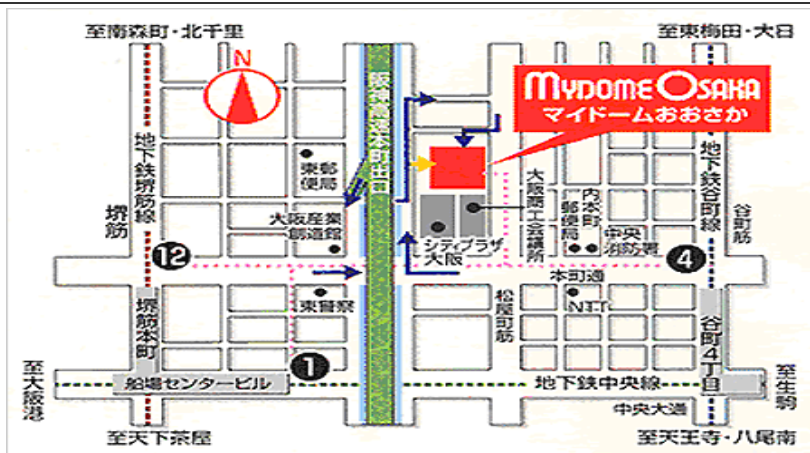 至南森町・北千里
至東梅田・大日
N
MYDOME OSAKA
マイドームおおさか
阪神高速本町出口
地下鉄堺筋線
堺筋
東郵便局
大阪産業創造館
大阪商工会議所
内本町郵便局
中央消防署
地下鉄谷町線
谷町筋
シティプラザ大阪
12
4
本町通
東警察
松屋町筋
NTT
堺筋本町
谷町4丁目
1
至大阪港
船場センタービル
地下鉄中央線
至生駒
中央大通
至天下茶屋
至天王寺・八尾南